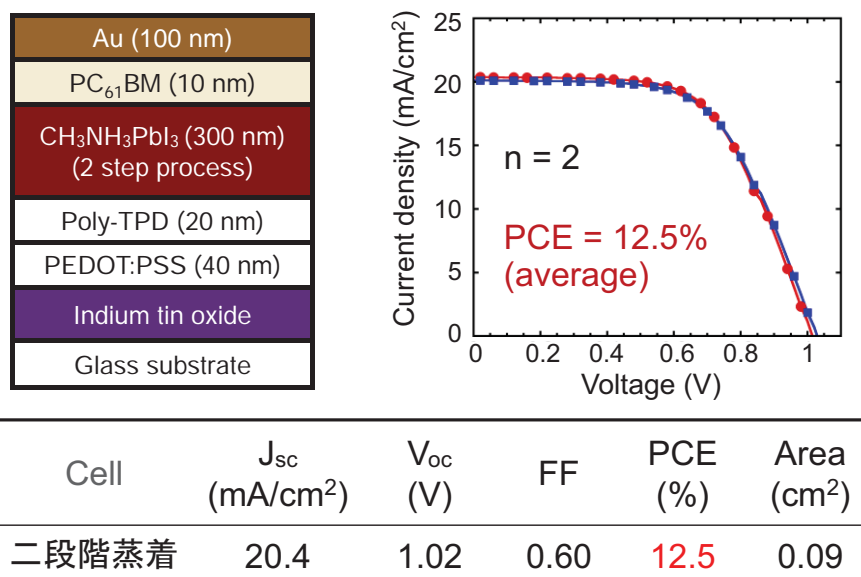 Au (100 nm)
PC₆₁BM (10 nm)
CH₃NH₃PbI₃ (300 nm)
(2 step process)
Poly-TPD (20 nm)
PEDOT:PSS (40 nm)
Indium tin oxide
Glass substrate
Current density (mA/cm²)
25
20
15
10
5
0
n = 2
PCE = 12.5%
(average)
0 0.2 0.4 0.6 0.8 1
Voltage (V)
Cell Jsc (mA/cm²) Voc (V) FF PCE (%) Area (cm²)
二段階蒸着 20.4 1.02 0.60 12.5 0.09